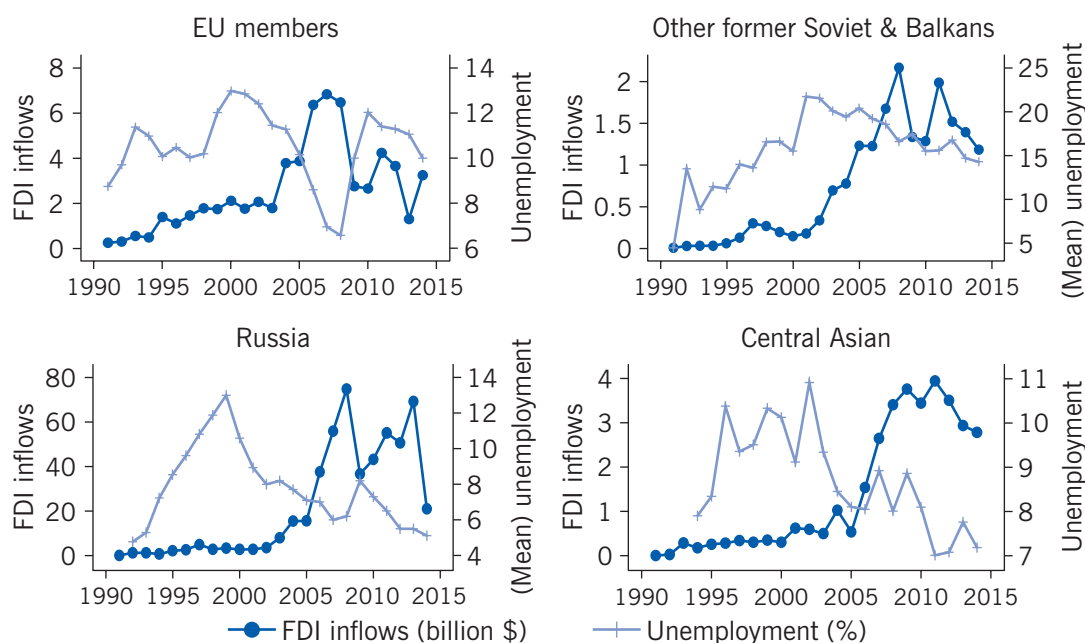 EU members
FDI inflows
8
6
4
2
0
14
12
10
8
6
Unemployment
1990 1995 2000 2005 2010 2015
Other former Soviet & Balkans
FDI inflows
2
1.5
1
0.5
0
25
20
15
10
5
(Mean) unemployment
1990 1995 2000 2005 2010 2015
Russia
FDI inflows
80
60
40
20
0
14
12
10
8
6
4
(Mean) unemployment
1990 1995 2000 2005 2010 2015
Central Asian
FDI inflows
4
3
2
1
0
11
10
9
8
7
Unemployment
1990 1995 2000 2005 2010 2015
FDI inflows (billion $) Unemployment (%)